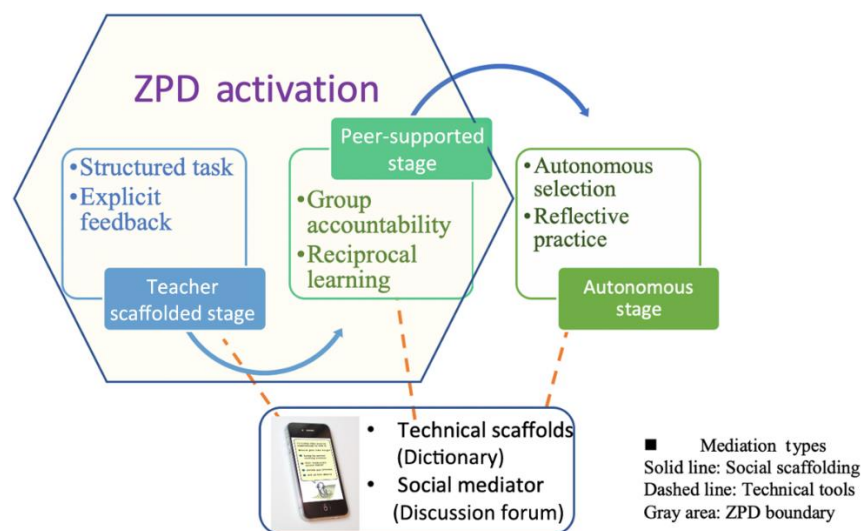 ZPD activation
Peer-supported
stage
•Structured task
•Explicit
feedback
•Group
accountability
•Reciprocal
learning
•Autonomous
selection
•Reflective
practice
Teacher
scaffolded stage
Autonomous
stage
• Technical scaffolds
(Dictionary)
• Social mediator
(Discussion forum)
■ Mediation types
Solid line: Social scaffolding
Dashed line: Technical tools
Gray area: ZPD boundary